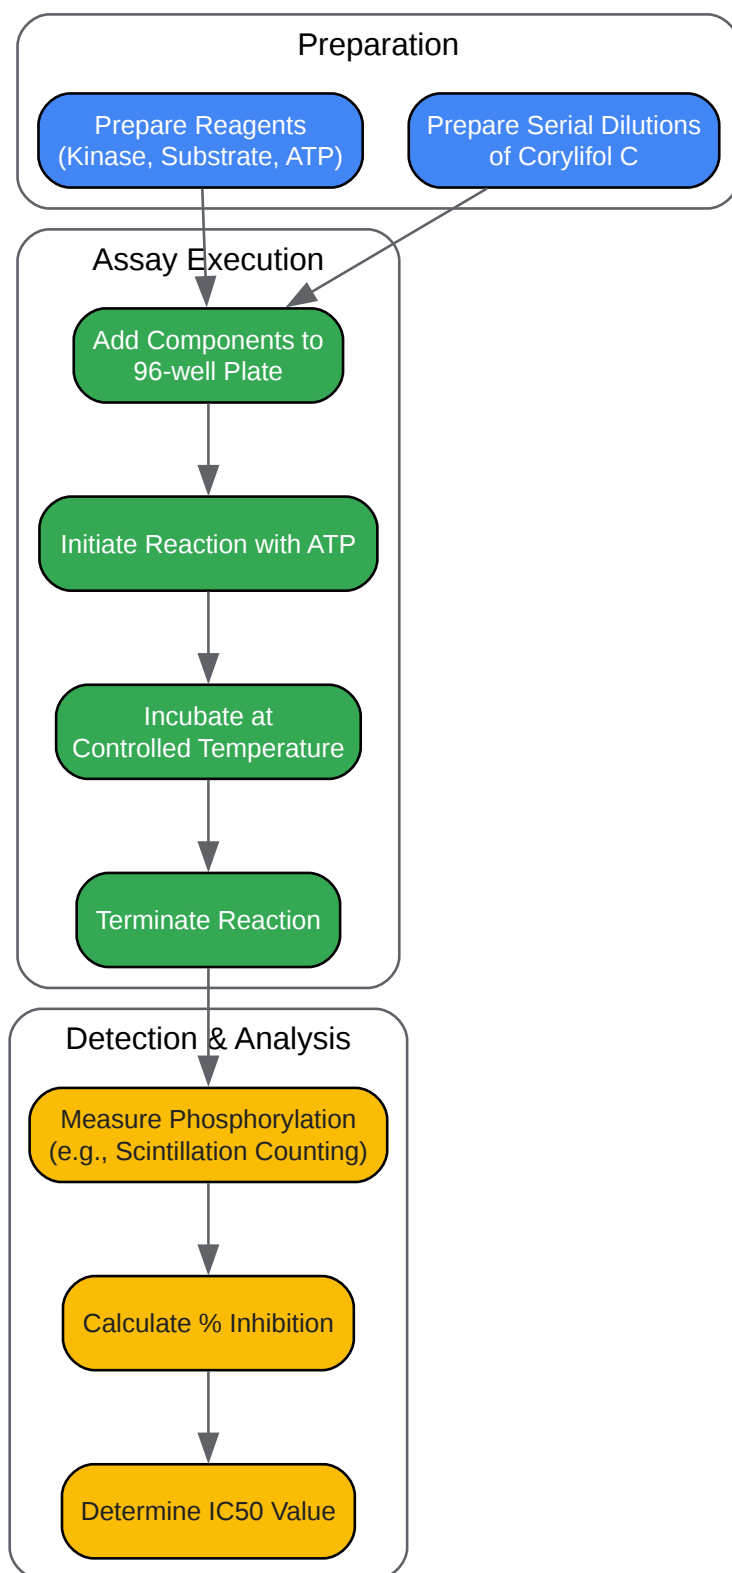 Preparation
Prepare Reagents
(Kinase, Substrate, ATP)
Prepare Serial Dilutions
of Corylifol C
Assay Execution
Add Components to
96-well Plate
Initiate Reaction with ATP
Incubate at
Controlled Temperature
Terminate Reaction
Detection & Analysis
Measure Phosphorylation
(e.g., Scintillation Counting)
Calculate % Inhibition
Determine IC50 Value